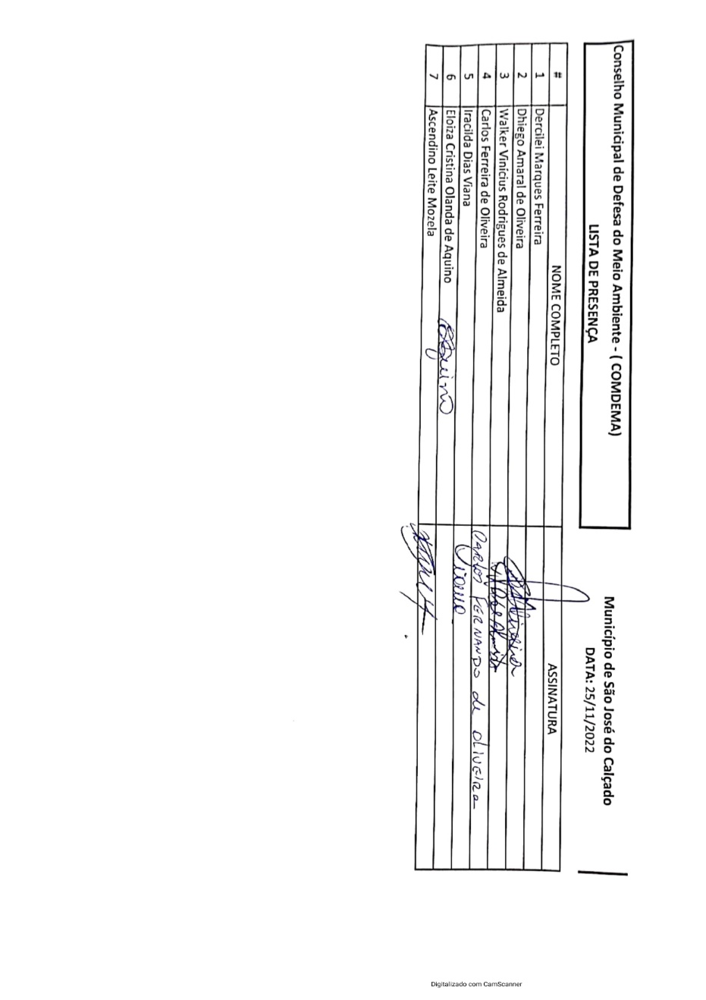 Conselho Municipal de Defesa do Meio Ambiente - ( COMDEMA)
LISTA DE PRESENÇA
Município de São José do Calçado
DATA: 25/11/2022
# NOME COMPLETO ASSINATURA
1 Dercilei Marques Ferreira
2 Dhiego Amaral de Oliveira
3 Walker Vinicius Rodrigues de Almeida
4 Carlos Ferreira de Oliveira CARLOS FERNANDO de OLIVEIRA
5 Iracilda Dias Viana Viana
6 Eloiza Cristina Olanda de Aquino
7 Ascendino Leite Mozela
Digitalizado com CamScanner